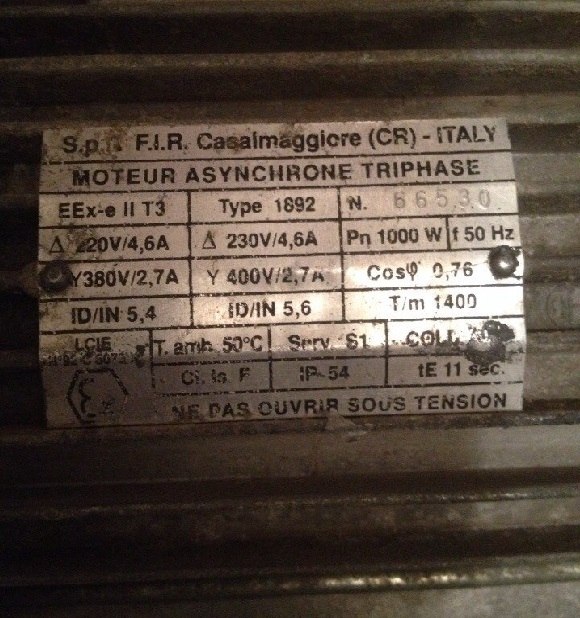 S.p.A. F.I.R. Casalmaggiore (CR) - ITALY
MOTEUR ASYNCHRONE TRIPHASE
EEx-e II T3 Type 1892 N. 66530
Δ 220V/4,6A Δ 230V/4,6A Pn 1000 W f 50 Hz
Y380V/2,7A Y 400V/2,7A Cosφ 0,76
ID/IN 5,4 ID/IN 5,6 T/m 1400
LCIE T. amb. 50°C Serv. S1 COLL.
Cl. is. F IP-54 tE 11 sec.
Ex
NE PAS OUVRIR SOUS TENSION